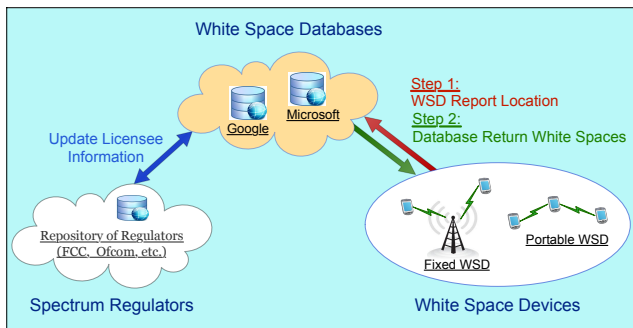 White Space Databases
Google
Microsoft
Step 1:
WSD Report Location
Step 2:
Database Return White Spaces
Update Licensee
Information
Repository of Regulators
(FCC, Ofcom, etc.)
Fixed WSD
Portable WSD
Spectrum Regulators
White Space Devices